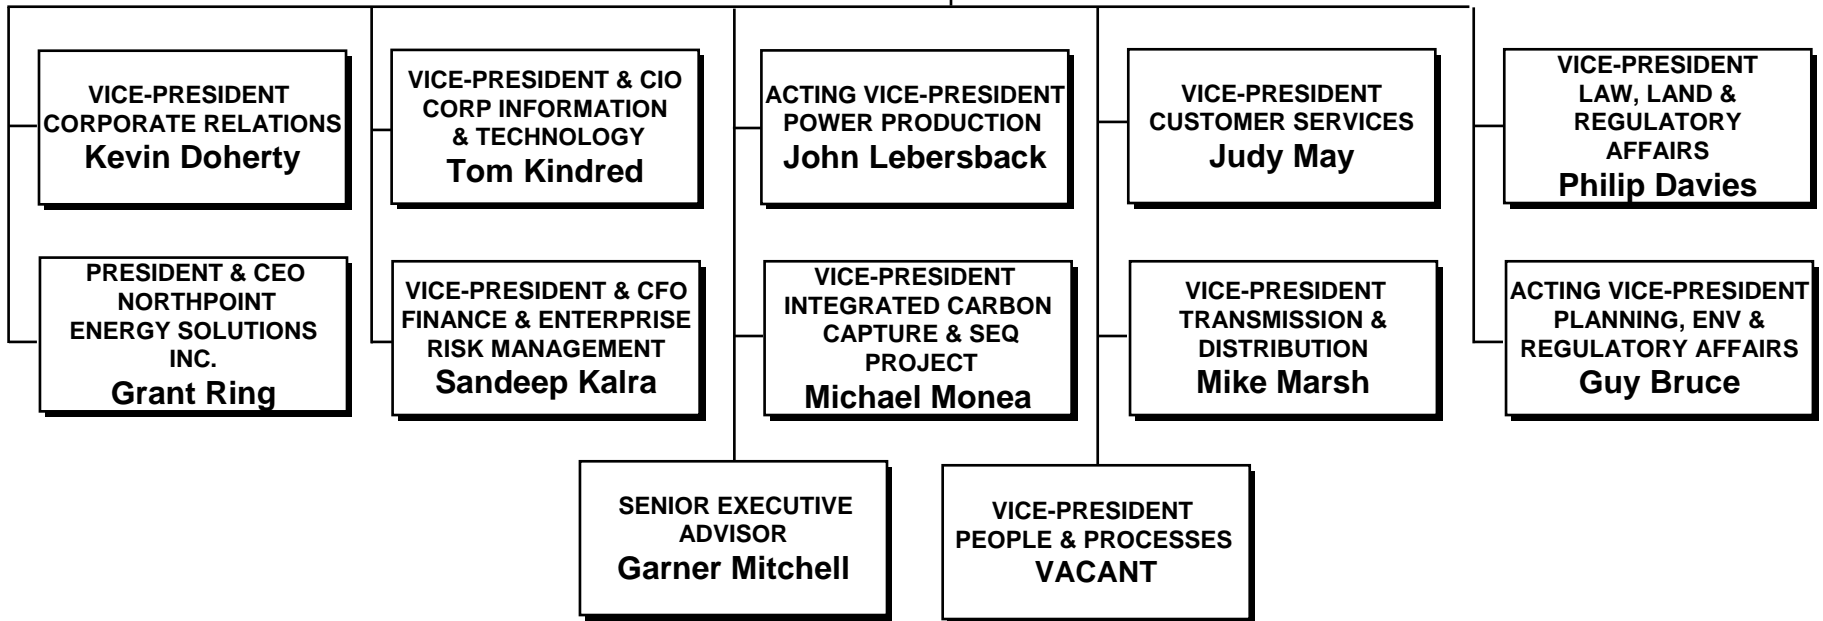 VICE-PRESIDENT
CORPORATE RELATIONS
Kevin Doherty
VICE-PRESIDENT & CIO
CORP INFORMATION
& TECHNOLOGY
Tom Kindred
ACTING VICE-PRESIDENT
POWER PRODUCTION
John Lebersback
VICE-PRESIDENT
CUSTOMER SERVICES
Judy May
VICE-PRESIDENT
LAW, LAND &
REGULATORY
AFFAIRS
Philip Davies
PRESIDENT & CEO
NORTHPOINT
ENERGY SOLUTIONS
INC.
Grant Ring
VICE-PRESIDENT & CFO
FINANCE & ENTERPRISE
RISK MANAGEMENT
Sandeep Kalra
VICE-PRESIDENT
INTEGRATED CARBON
CAPTURE & SEQ
PROJECT
Michael Monea
VICE-PRESIDENT
TRANSMISSION &
DISTRIBUTION
Mike Marsh
ACTING VICE-PRESIDENT
PLANNING, ENV &
REGULATORY AFFAIRS
Guy Bruce
SENIOR EXECUTIVE
ADVISOR
Garner Mitchell
VICE-PRESIDENT
PEOPLE & PROCESSES
VACANT